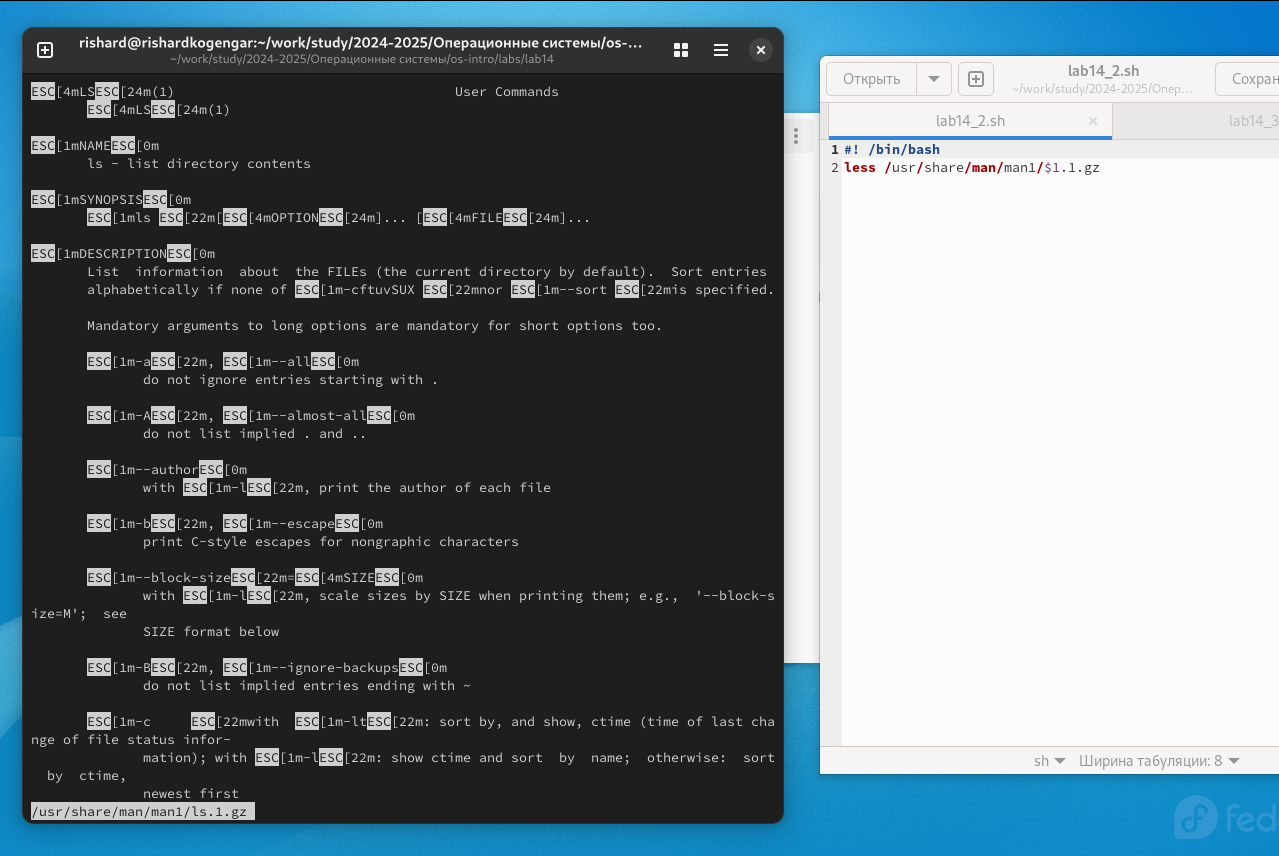 rishard@rishardkogengar:~/work/study/2024-2025/Операционные системы/os-...
~/work/study/2024-2025/Операционные системы/os-intro/labs/lab14
ESC[4mLSESC[24m(1) User Commands
ESC[4mLSESC[24m(1)
ESC[1mNAMEESC[0m
ls - list directory contents
ESC[1mSYNOPSISESC[0m
ESC[1mls ESC[22m[ESC[4mOPTIONESC[24m]... [ESC[4mFILEESC[24m]...
ESC[1mDESCRIPTIONESC[0m
List information about the FILEs (the current directory by default). Sort entries
alphabetically if none of ESC[1m-cftuvSUX ESC[22mnor ESC[1m--sort ESC[22mis specified.
Mandatory arguments to long options are mandatory for short options too.
ESC[1m-aESC[22m, ESC[1m--allESC[0m
do not ignore entries starting with .
ESC[1m-AESC[22m, ESC[1m--almost-allESC[0m
do not list implied . and ..
ESC[1m--authorESC[0m
with ESC[1m-lESC[22m, print the author of each file
ESC[1m-bESC[22m, ESC[1m--escapeESC[0m
print C-style escapes for nongraphic characters
ESC[1m--block-sizeESC[22m=ESC[4mSIZEESC[0m
with ESC[1m-lESC[22m, scale sizes by SIZE when printing them; e.g., '--block-s
ize=M'; see
SIZE format below
ESC[1m-BESC[22m, ESC[1m--ignore-backupsESC[0m
do not list implied entries ending with ~
ESC[1m-c ESC[22mwith ESC[1m-ltESC[22m: sort by, and show, ctime (time of last cha
nge of file status infor-
mation); with ESC[1m-lESC[22m: show ctime and sort by name; otherwise: sort
by ctime,
newest first
/usr/share/man/man1/ls.1.gz
Открыть
lab14_2.sh
~/work/study/2024-2025/Опер...
Сохран
lab14_2.sh
lab14_3
1 #! /bin/bash
2 less /usr/share/man/man1/$1.1.gz
sh
Ширина табуляции: 8
fedo